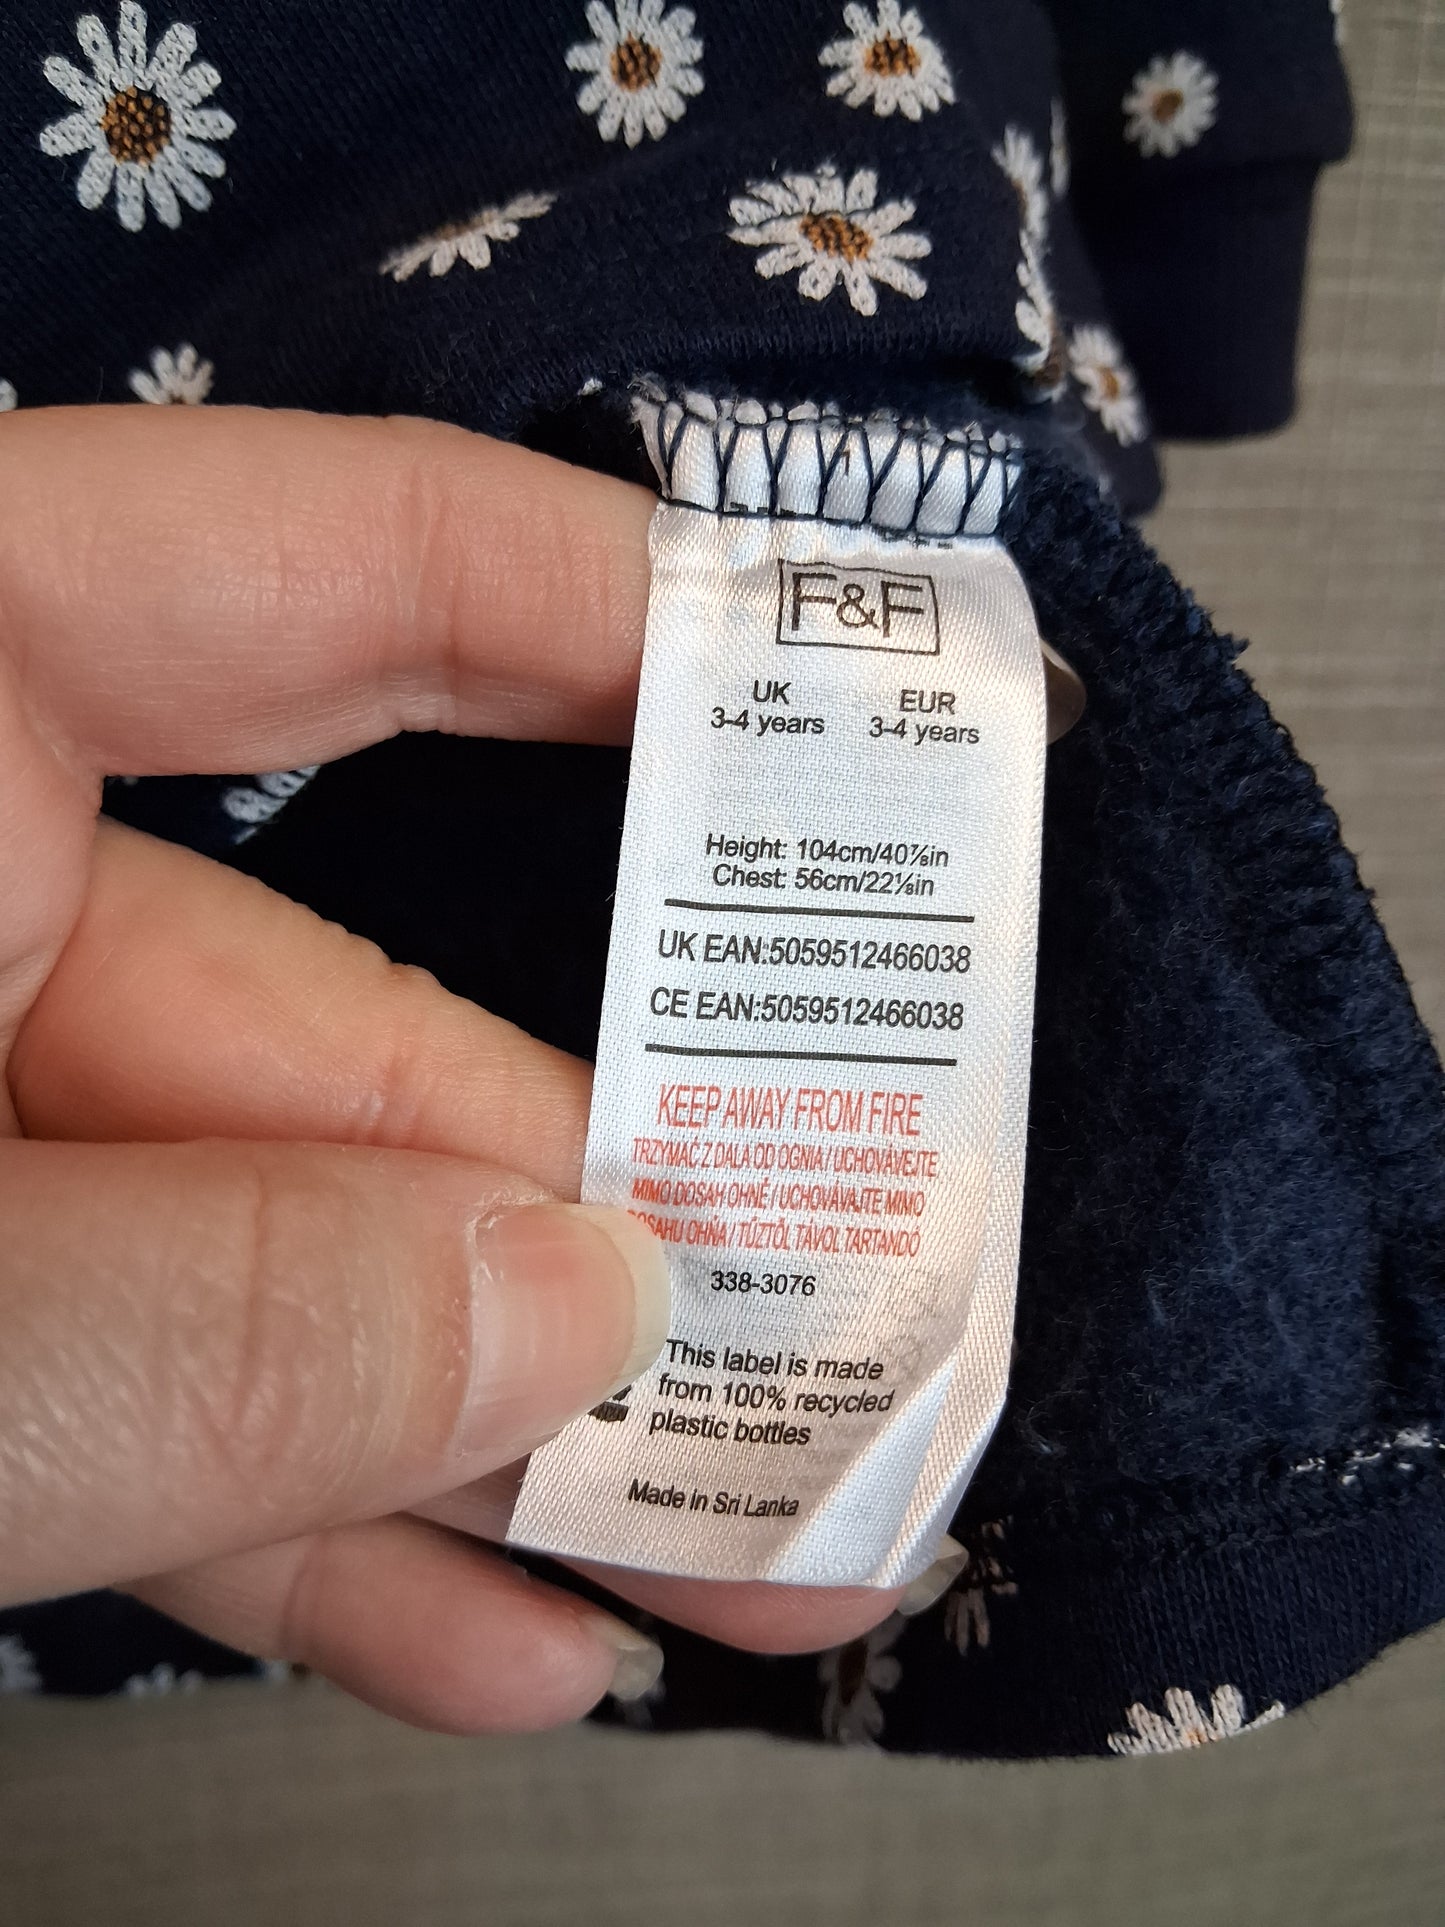 F&F
UK EUR
3-4 years 3-4 years
Height: 104cm/40⅞in
Chest: 56cm/22⅛in
UK EAN:5059512466038
CE EAN:5059512466038
KEEP AWAY FROM FIRE
TRZYMAĆ Z DALA OD OGNIA / UCHOVÁVEJTE
MIMO DOSAH OHNĚ / UCHOVÁVAJTE MIMO
DOSAHU OHŇA / TŰZTŐL TÁVOL TARTANDÓ
338-3076
This label is made
from 100% recycled
plastic bottles
Made in Sri Lanka